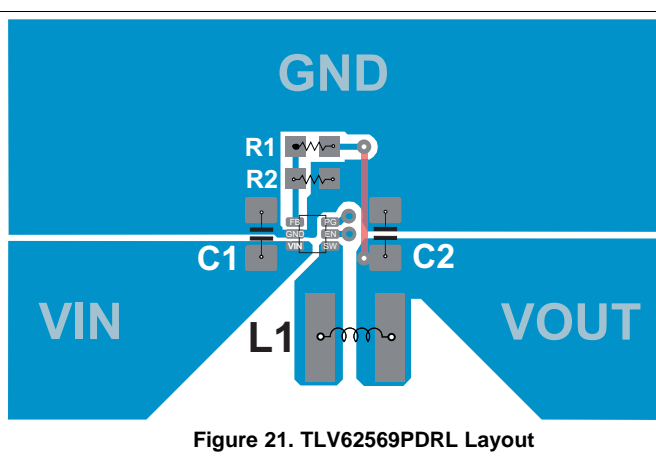 GND
R1
R2
FB PG
GND EN
VIN SW
C1 C2
VIN L1 VOUT
Figure 21. TLV62569PDRL Layout